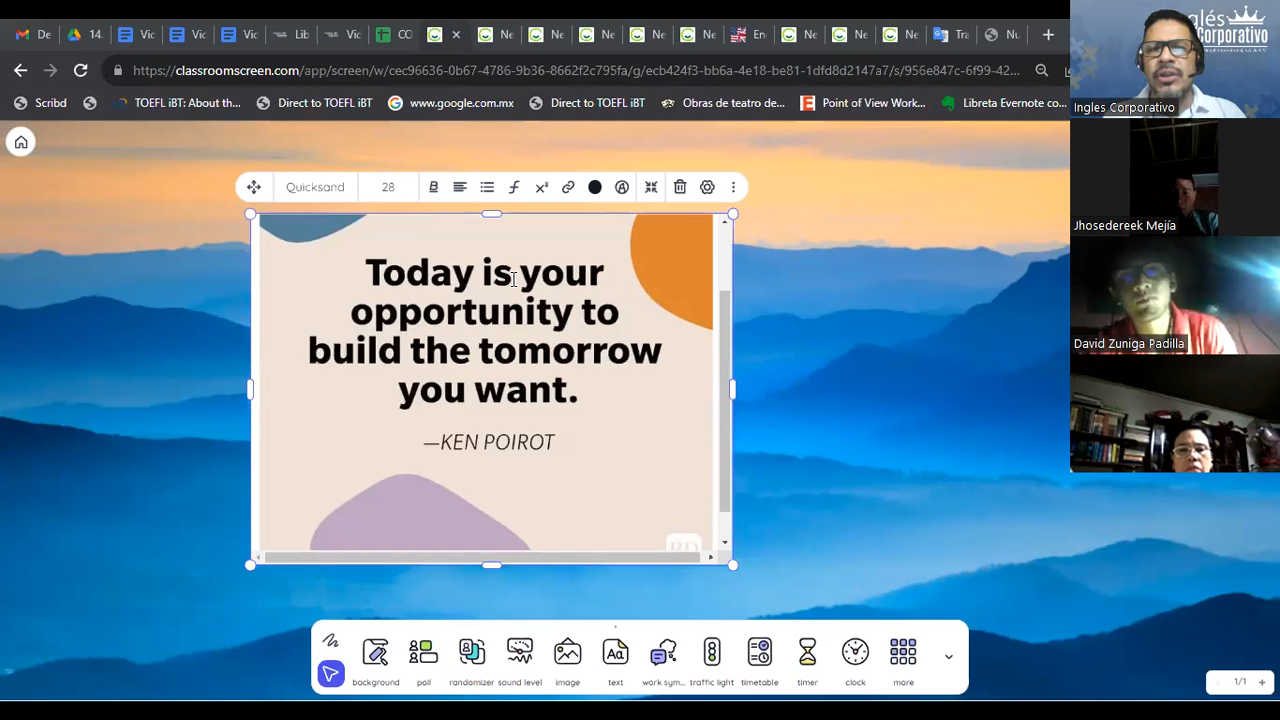 De
14
Vic
Vic
Vic
Lib
Vic
CC
Ne
Ne
Ne
Ne
Ne
En
Ne
Ne
Ne
Tra
Nu
https://classroomscreen.com/app/screen/w/cec96636-0b67-4786-9b36-8662f2c795fa/g/ecb424f3-bb6a-4e18-be81-1dfd8d2147a7/s/956e847c-6f99-42...
Scribd
TOEFL iBT: About th...
Direct to TOEFL iBT
www.google.com.mx
Direct to TOEFL iBT
Obras de teatro de...
Point of View Work...
Libreta Evernote co...
Quicksand
28
Today is your
opportunity to
build the tomorrow
you want.
—KEN POIROT
RD
background
poll
randomizer
sound level
image
Aa
text
work sym...
traffic light
timetable
timer
clock
more
1/1
glés
Corporativo
Ingles Corporativo
Jhosedereek Mejía
David Zuniga Padilla